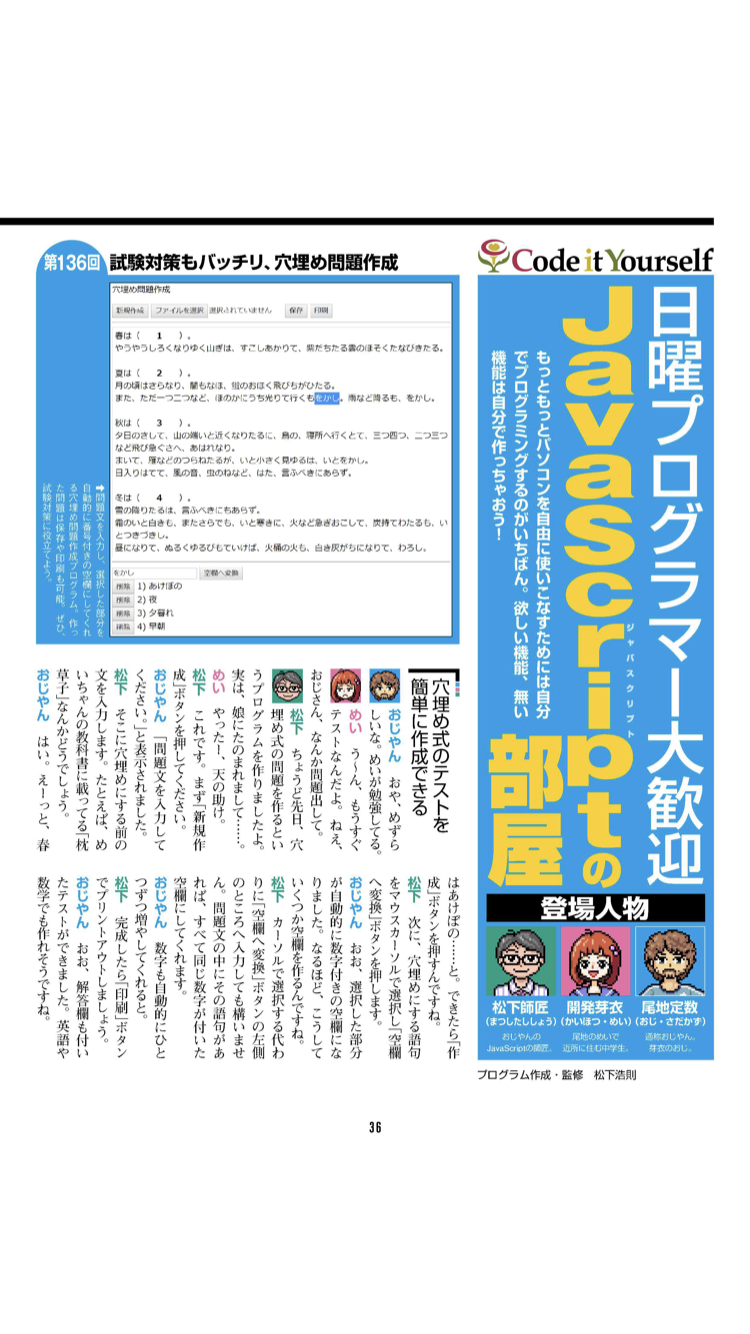 Code it Yourself
日曜プログラマー大歓迎
JavaScriptの
ジャバスクリプト
部屋
もっともっとパソコンを自由に使いこなすためには自分
でプログラミングするのがいちばん。欲しい機能、無い
機能は自分で作っちゃおう！
登場人物
尾地定数
（おじ・さだかず）
通称おじやん。
芽衣のおじ。
開発芽衣
（かいはつ・めい）
尾地のめいで
近所に住む中学生。
松下師匠
（まつしたししょう）
おじやんの
JavaScriptの師匠。
プログラム作成・監修　松下浩則
第136回
試験対策もバッチリ、穴埋め問題作成
穴埋め問題作成
新規作成 ファイルを選択 選択されていません 保存 印刷
春は（　1　）。
やうやうしろくなりゆく山ぎは、すこしあかりて、紫だちたる雲のほそくたなびきたる。
夏は（　2　）。
月の頃はさらなり、闇もなほ、蛍のおほく飛びちがひたる。
また、ただ一つ二つなど、ほのかにうち光りて行くもをかし。雨など降るも、をかし。
秋は（　3　）。
夕日のさして、山の端いと近くなりたるに、烏の、寝所へ行くとて、三つ四つ、二つ三つ
など飛び急ぐさへ、あはれなり。
まいて、雁などのつらねたるが、いと小さく見ゆるは、いとをかし。
日入りはてて、風の音、虫のねなど、はた、言ふべきにあらず。
冬は（　4　）。
雪の降りたるは、言ふべきにもあらず。
霜のいと白きも、またさらでも、いと寒きに、火など急ぎおこして、炭持てわたるも、い
とつきづきし。
昼になりて、ぬるくゆるびもていけば、火桶の火も、白き灰がちになりて、わろし。
をかし 空欄へ変換
削除 1) あけぼの
削除 2) 夜
削除 3) 夕暮れ
削除 4) 早朝
➡問題文を入力し、選択した部分を
自動的に番号付きの空欄にしてくれ
る穴埋め問題作成プログラム。作っ
た問題は保存や印刷も可能。ぜひ、
試験対策に役立てよう。
穴埋め式のテストを
簡単に作成できる
おじやん　おや、めずら
しいな。めいが勉強してる。
めい　う〜ん、もうすぐ
テストなんだよ。ねえ、
おじさん、なんか問題出して。
松下　ちょうど先日、穴
埋め式の問題を作るとい
うプログラムを作りましたよ。
実は、娘にたのまれまして……。
めい　やったー、天の助け。
松下　これです。まず「新規作
成」ボタンを押してください。
おじやん　「問題文を入力して
ください。」と表示されました。
松下　そこに穴埋めにする前の
文を入力します。たとえば、め
いちゃんの教科書に載ってる「枕
草子」なんかどうでしょう。
おじやん　はい。えーっと、春
はあけぼの……と。できたら「作
成」ボタンを押すんですね。
松下　次に、穴埋めにする語句
をマウスカーソルで選択し「空欄
へ変換」ボタンを押します。
おじやん　おお、選択した部分
が自動的に数字付きの空欄にな
りました。なるほど、こうして
いくつか空欄を作るんですね。
松下　カーソルで選択する代わ
りに「空欄へ変換」ボタンの左側
のところへ入力しても構いませ
ん。問題文の中にその語句があ
れば、すべて同じ数字が付いた
空欄にしてくれます。
おじやん　数字も自動的にひと
つずつ増やしてくれると。
松下　完成したら「印刷」ボタン
でプリントアウトしましょう。
おじやん　おお、解答欄も付い
たテストができました。英語や
数学でも作れそうですね。
36